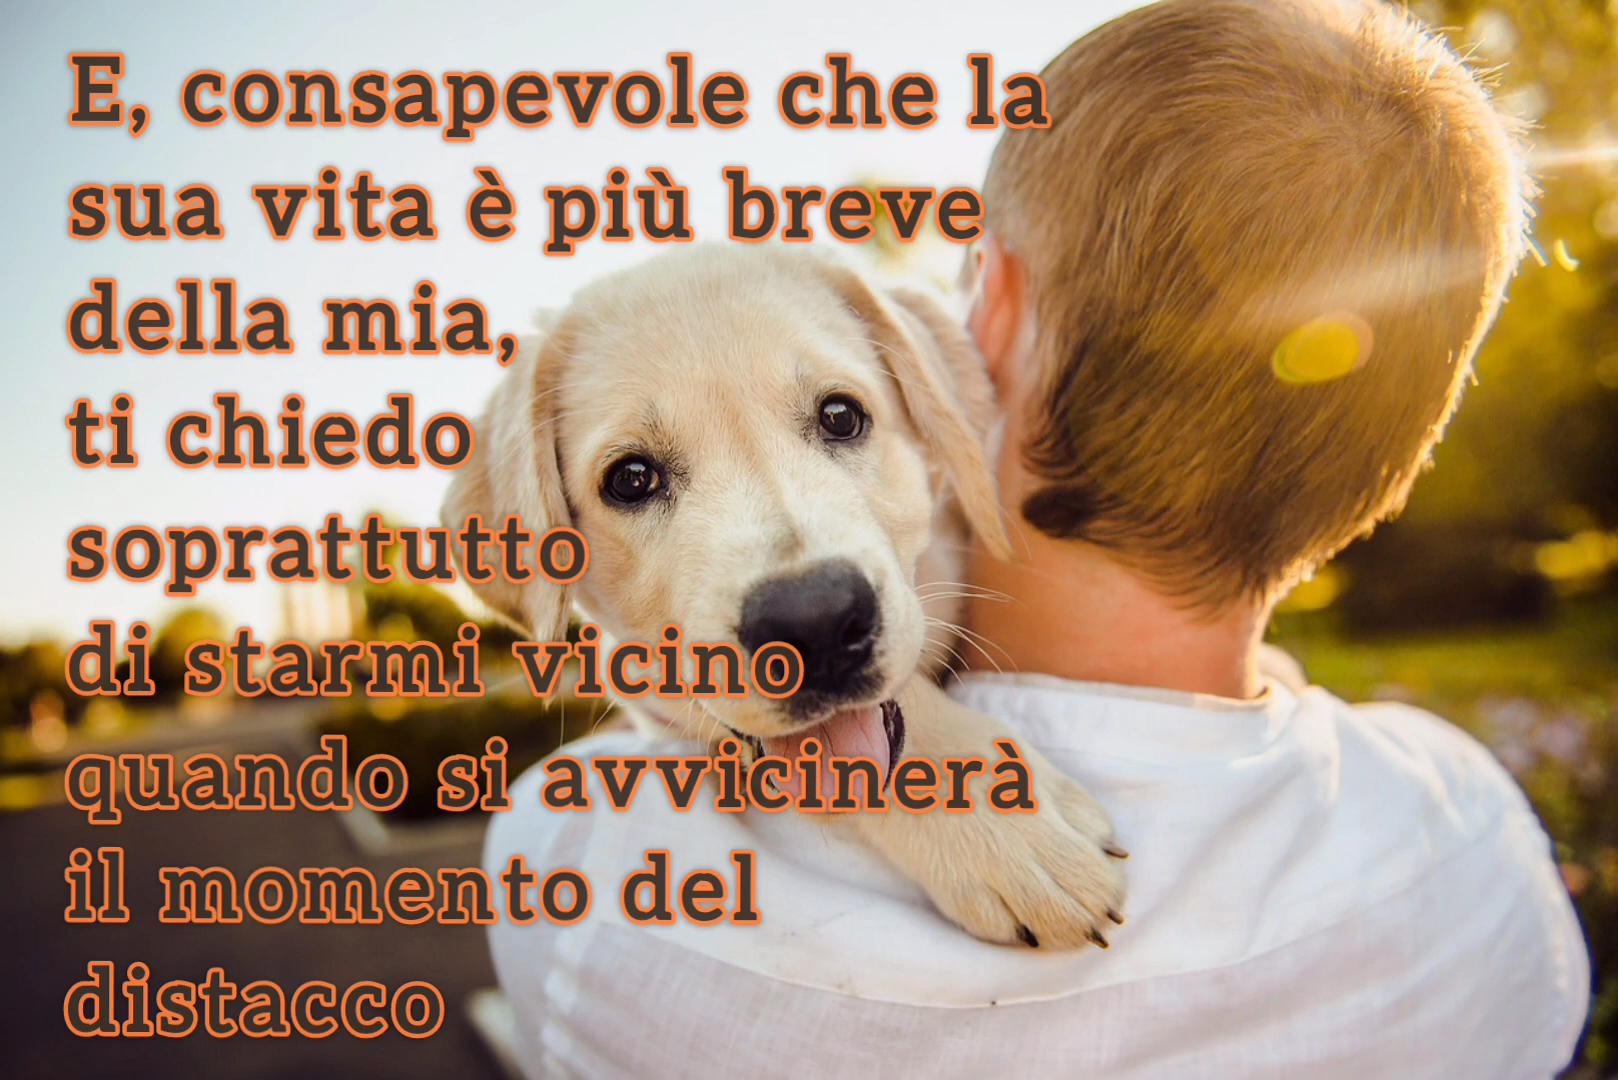 E, consapevole che la
sua vita è più breve
della mia,
ti chiedo
soprattutto
di starmi vicino
quando si avvicinerà
il momento del
distacco